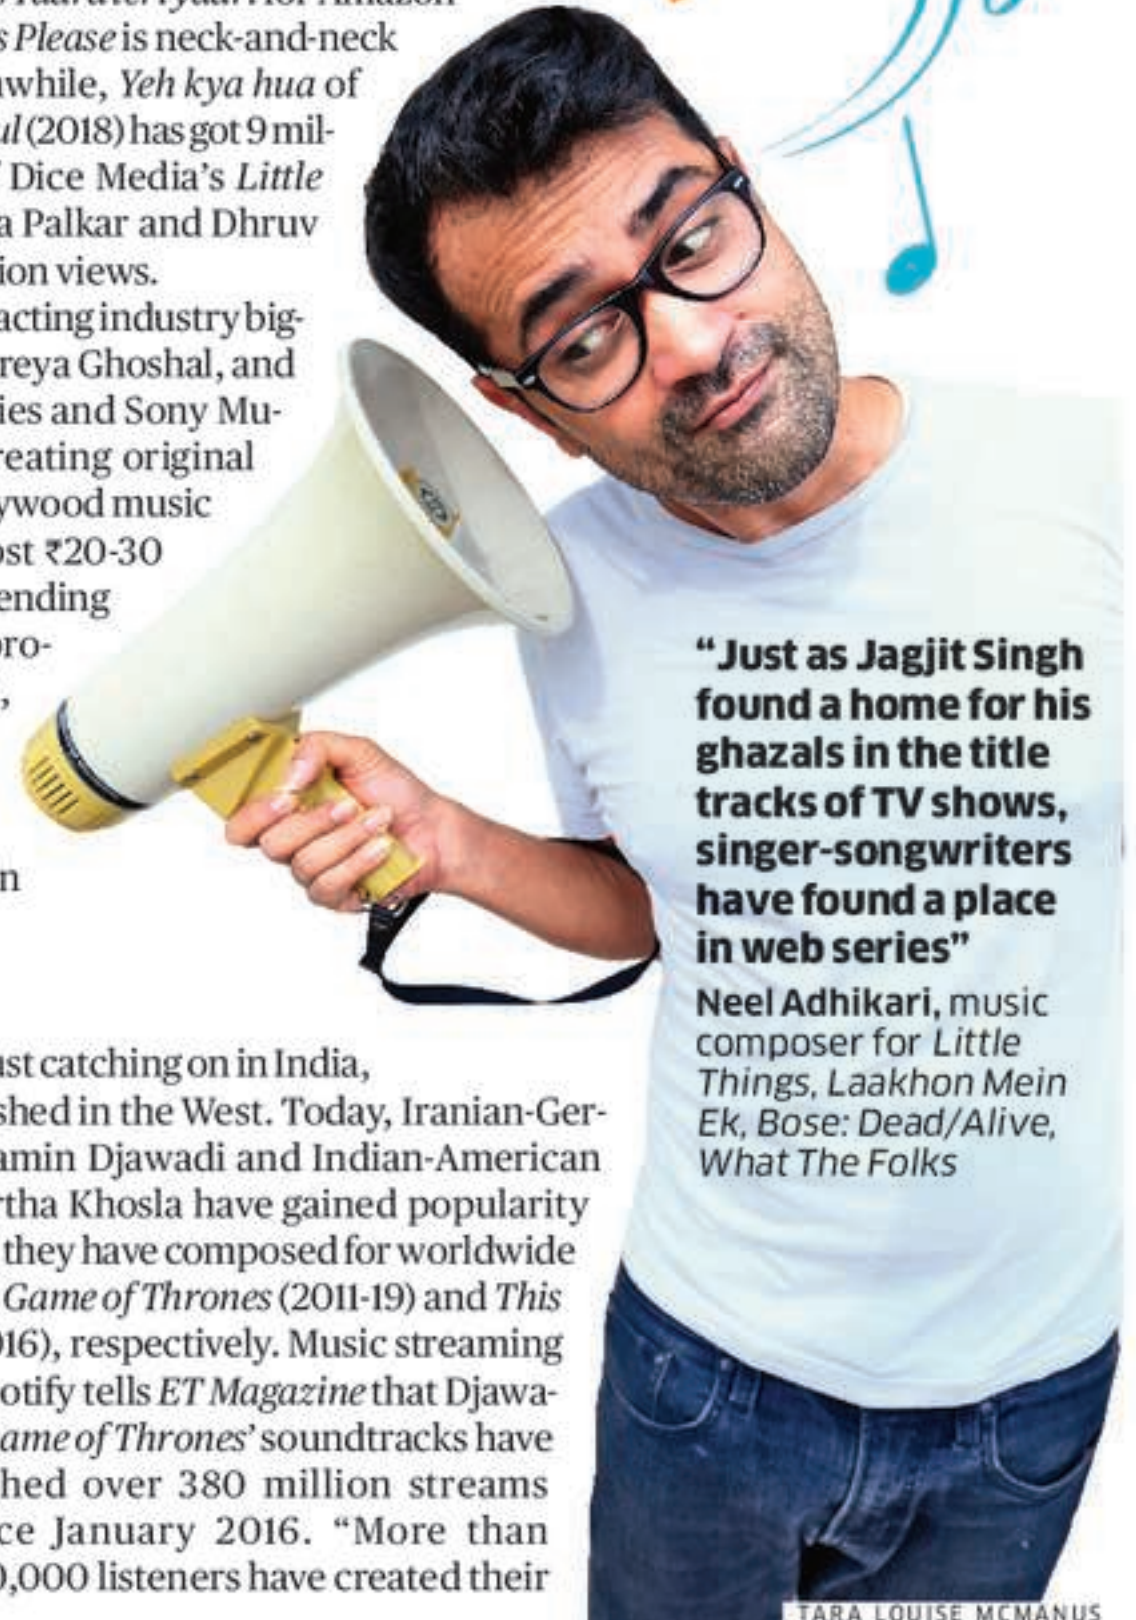 s Please is neck-and-neck
while, Yeh kya hua of
ul (2018) has got 9 mil-
Dice Media's Little
a Palkar and Dhruv
ion views.
acting industry big-
reya Ghoshal, and
ies and Sony Mu-
reating original
ywood music
ost ₹20-30
ending
pro-
,
n
ust catching on in India,
shed in the West. Today, Iranian-Ger-
amin Djawadi and Indian-American
rtha Khosla have gained popularity
they have composed for worldwide
Game of Thrones (2011-19) and This
016), respectively. Music streaming
potify tells ET Magazine that Djawa-
ame of Thrones' soundtracks have
hed over 380 million streams
ce January 2016. “More than
0,000 listeners have created their
“Just as Jagjit Singh
found a home for his
ghazals in the title
tracks of TV shows,
singer-songwriters
have found a place
in web series”
Neel Adhikari, music
composer for Little
Things, Laakhon Mein
Ek, Bose: Dead/Alive,
What The Folks
TARA LOUISE MCMANUS